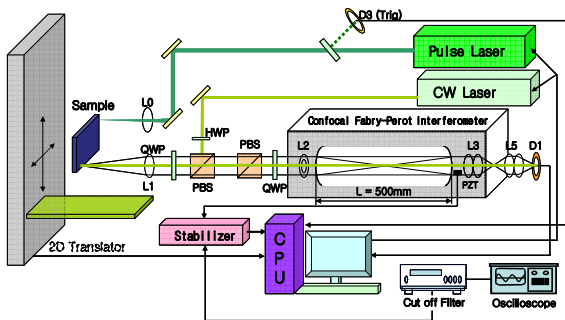 D3 (Trig)
Pulse Laser
CW Laser
Sample
L0
HWP
Confocal Fabry-Perot Interferometer
QWP
PBS
L2
L3
L5
D1
L1
PBS
QWP
PZT
L = 500mm
2D Translator
Stabilizer
CPU
Cut off Filter
Oscilloscope